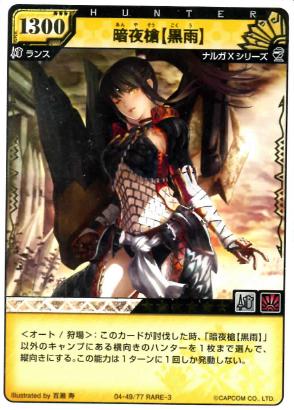 HUNTER
1300
あんやそう こくう
暗夜槍【黒雨】
ランス
ナルガXシリーズ
＜オート / 狩場＞：このカードが討伐した時、「暗夜槍【黒雨】」
以外のキャンプにある横向きのハンターを1枚まで選んで、
縦向きにする。この能力は1ターンに1回しか発動しない。
Illustrated by 百瀬 寿
04-49/77 RARE-3
©CAPCOM CO., LTD.